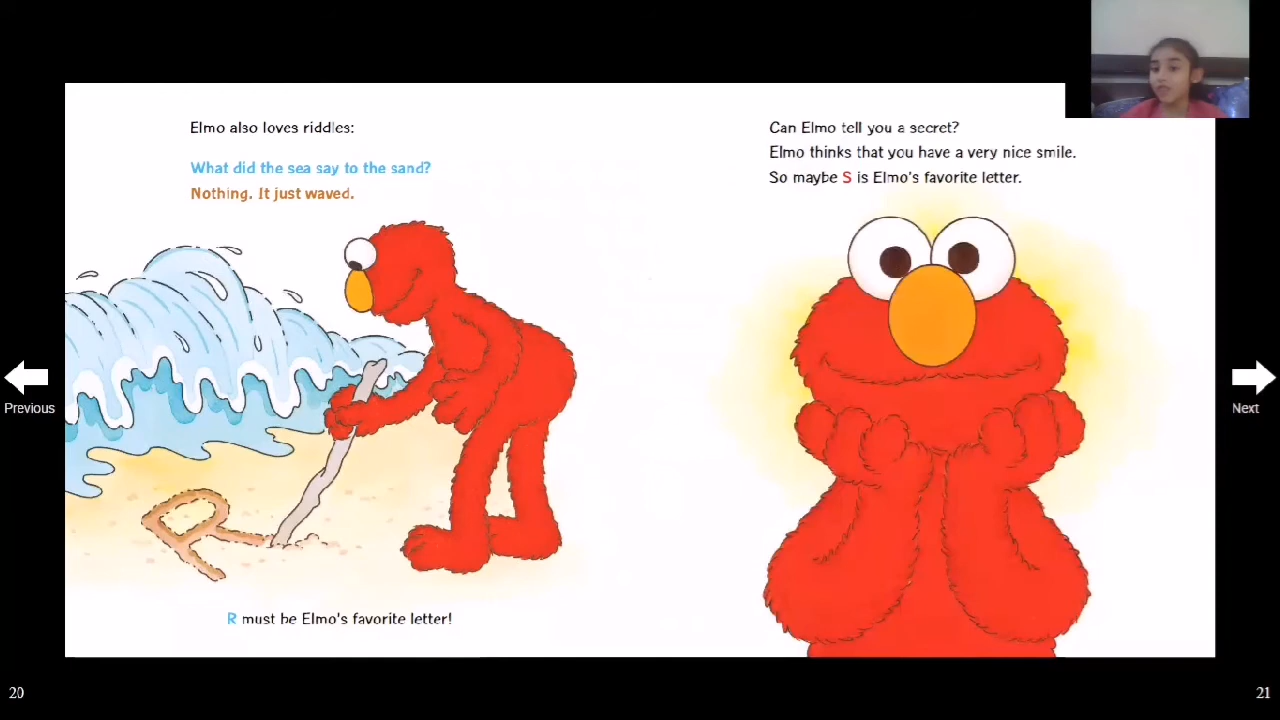 Elmo also loves riddles:
What did the sea say to the sand?
Nothing. It just waved.
R
R must be Elmo's favorite letter!
Can Elmo tell you a secret?
Elmo thinks that you have a very nice smile.
So maybe S is Elmo's favorite letter.
Previous
Next
20
21